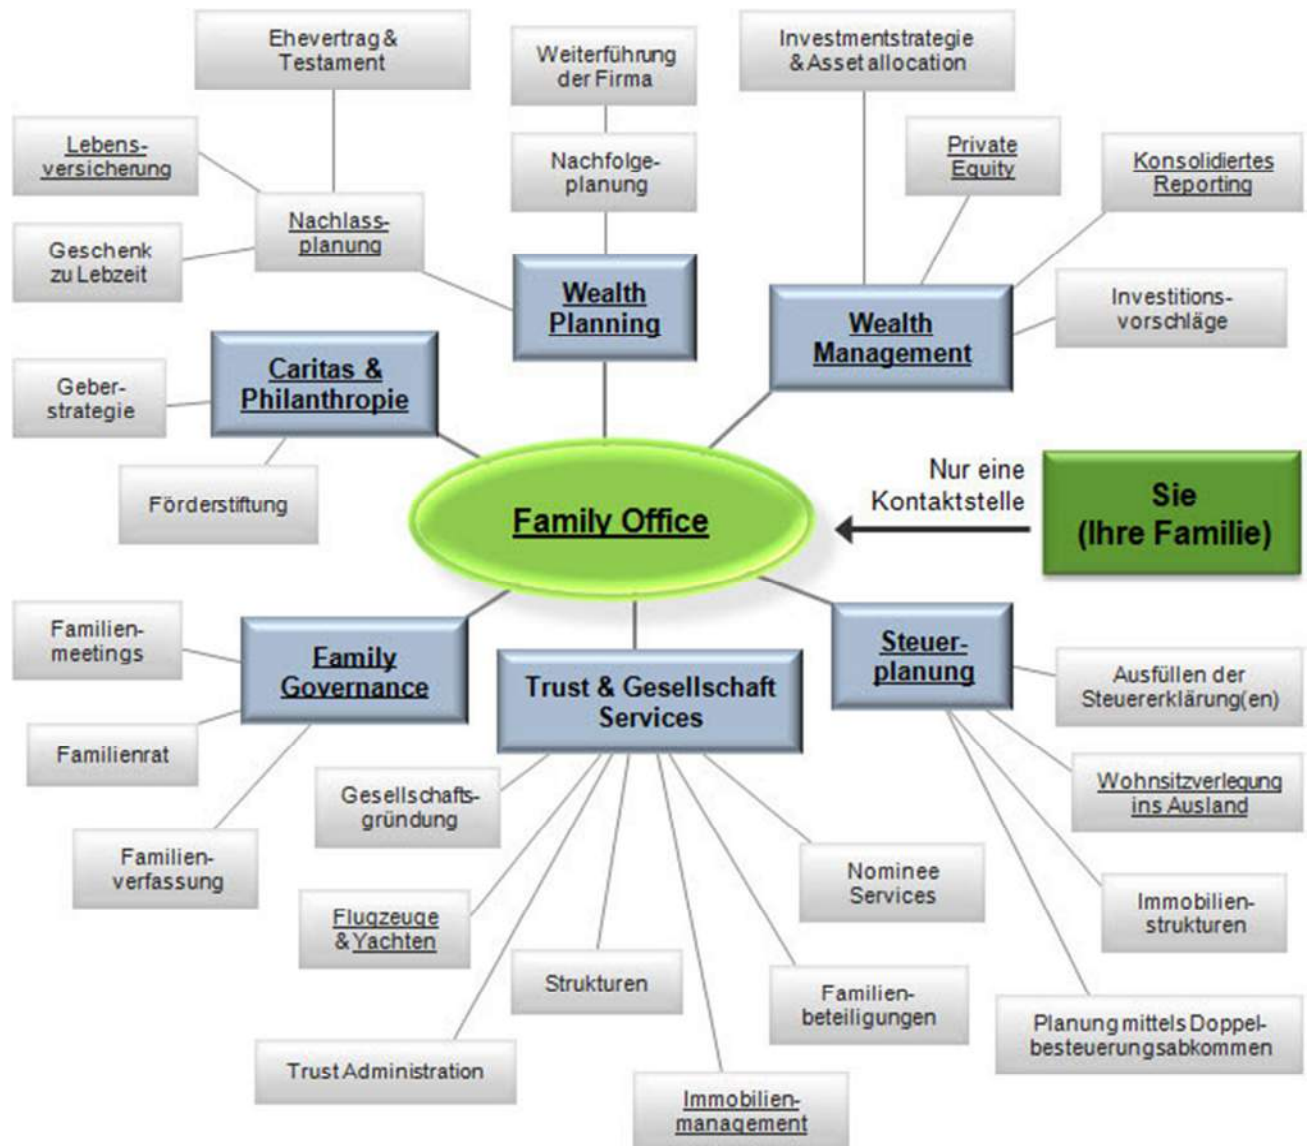 Ehevertrag &
Testament
Weiterführung
der Firma
Investmentstrategie
& Asset allocation
Lebens-
versicherung
Nachlass-
planung
Nachfolge-
planung
Private
Equity
Konsolidiertes
Reporting
Geschenk
zu Lebzeit
Wealth
Planning
Wealth
Management
Investitions-
vorschläge
Caritas &
Philanthropie
Geber-
strategie
Förderstiftung
Family Office
Nur eine
Kontaktstelle
Sie
(Ihre Familie)
Familien-
meetings
Family
Governance
Trust & Gesellschaft
Services
Steuer-
planung
Ausfüllen der
Steuererklärung(en)
Familienrat
Gesellschafts-
gründung
Wohnsitzverlegung
ins Ausland
Familien-
verfassung
Nominee
Services
Immobilien-
strukturen
Flugzeuge
& Yachten
Strukturen
Familien-
beteiligungen
Planung mittels Doppel-
besteuerungsabkommen
Trust Administration
Immobilien-
management